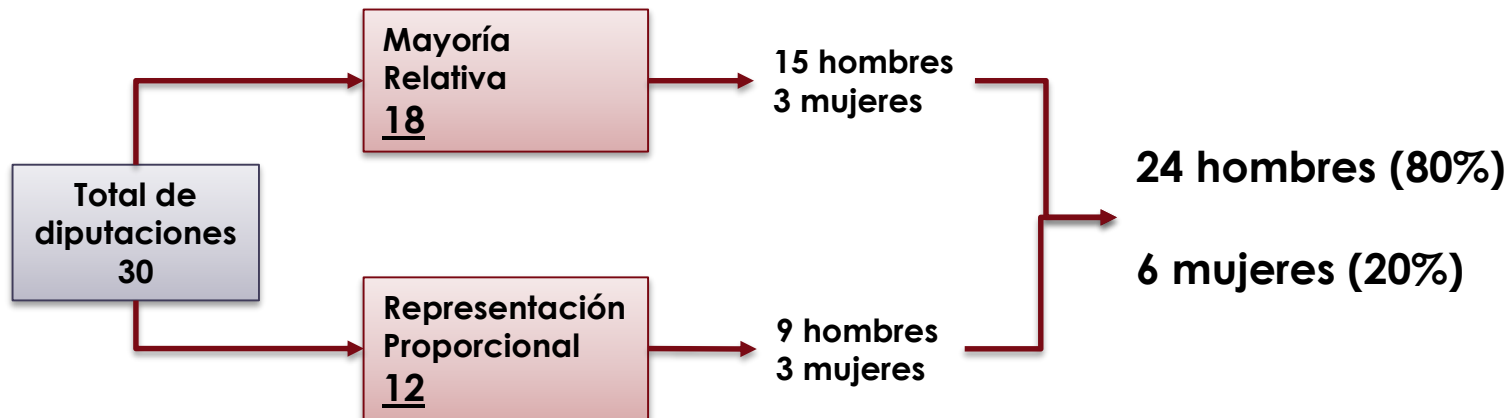 Total de
diputaciones
30
Mayoría
Relativa
18
15 hombres
3 mujeres
Representación
Proporcional
12
9 hombres
3 mujeres
24 hombres (80%)
6 mujeres (20%)